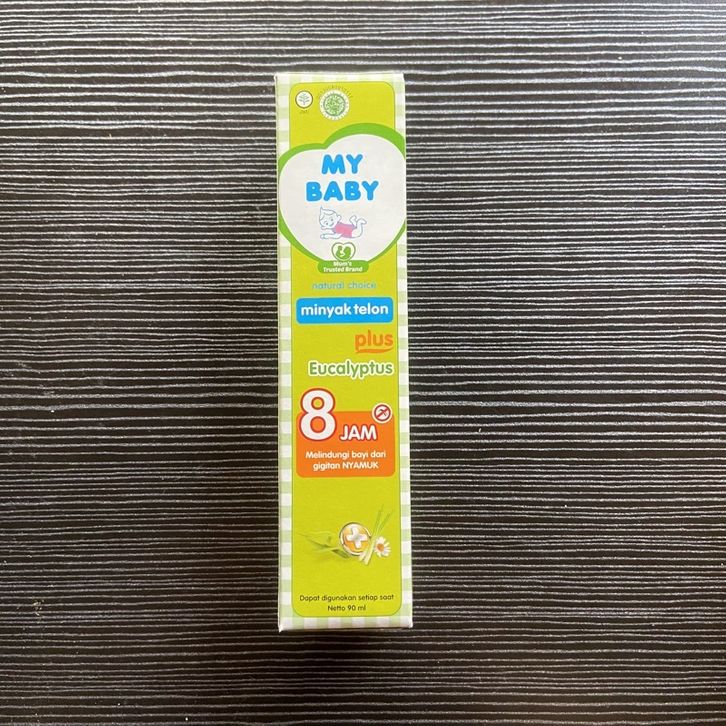 MY
BABY
Mum's
Trusted Brand
natural choice
minyak telon
plus
Eucalyptus
8
JAM
Melindungi bayi dari
gigitan NYAMUK
Dapat digunakan setiap saat
Netto 90 ml